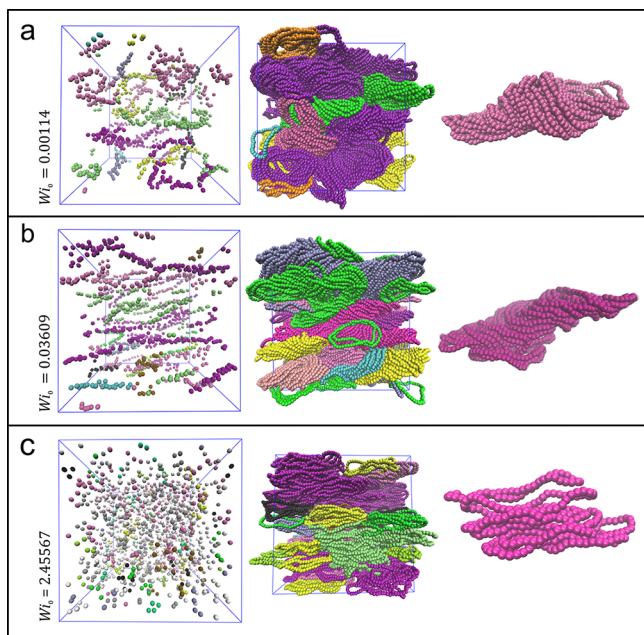 a
Wi₀ = 0.00114
b
Wi₀ = 0.03609
c
Wi₀ = 2.45567